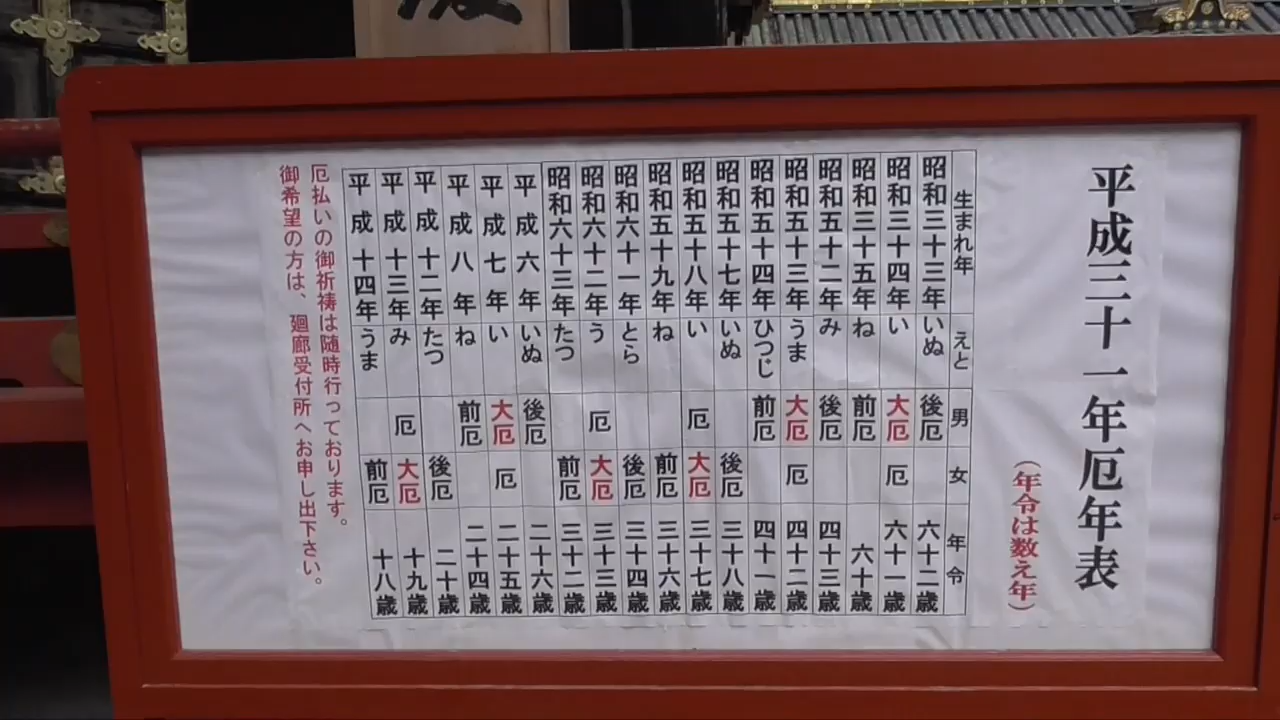 平成三十一年厄年表
（年令は数え年）
生まれ年 えと 男 女 年令
昭和三十三年 いぬ 後厄 六十二歳
昭和三十四年 い 大厄 厄 六十一歳
昭和三十五年 ね 前厄 六十歳
昭和五十二年 み 後厄 四十三歳
昭和五十三年 うま 大厄 厄 四十二歳
昭和五十四年 ひつじ 前厄 四十一歳
昭和五十七年 いぬ 後厄 三十八歳
昭和五十八年 い 厄 大厄 三十七歳
昭和五十九年 ね 前厄 三十六歳
昭和六十一年 とら 後厄 三十四歳
昭和六十二年 う 厄 大厄 三十三歳
昭和六十三年 たつ 前厄 三十二歳
平成六年 いぬ 後厄 二十六歳
平成七年 い 大厄 厄 二十五歳
平成八年 ね 前厄 二十四歳
平成十二年 たつ 後厄 二十歳
平成十三年 み 厄 大厄 十九歳
平成十四年 うま 前厄 十八歳
厄払いの御祈祷は随時行っております。
御希望の方は、廻廊受付所へお申し出下さい。